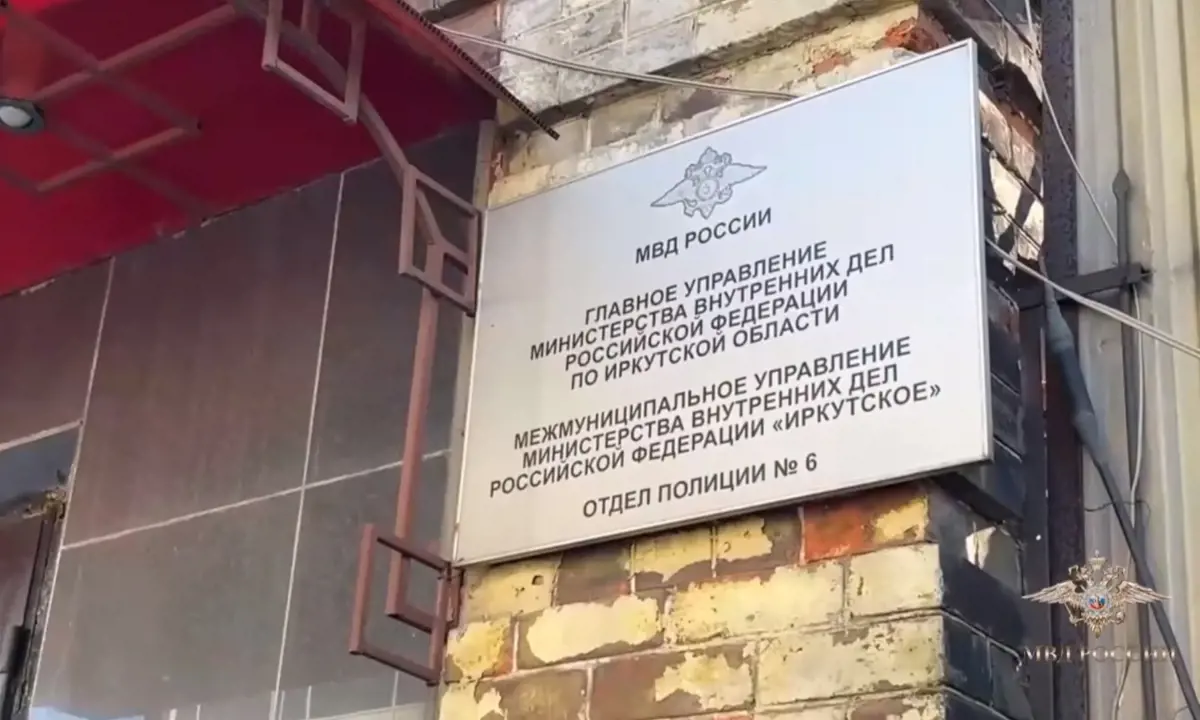 МВД РОССИИ
ГЛАВНОЕ УПРАВЛЕНИЕ
МИНИСТЕРСТВА ВНУТРЕННИХ ДЕЛ
РОССИЙСКОЙ ФЕДЕРАЦИИ
ПО ИРКУТСКОЙ ОБЛАСТИ
МЕЖМУНИЦИПАЛЬНОЕ УПРАВЛЕНИЕ
МИНИСТЕРСТВА ВНУТРЕННИХ ДЕЛ
РОССИЙСКОЙ ФЕДЕРАЦИИ «ИРКУТСКОЕ»
ОТДЕЛ ПОЛИЦИИ № 6
МВД РОССИИ